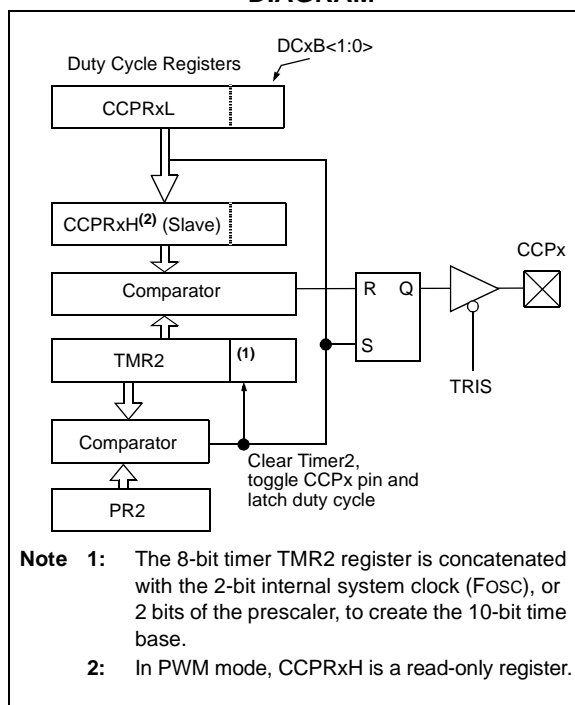 DIAGRAM
DCxB<1:0>
Duty Cycle Registers
CCPRxL
CCPRxH(2) (Slave)
CCPx
Comparator
R Q
TMR2
(1)
S
TRIS
Comparator
Clear Timer2,
toggle CCPx pin and
latch duty cycle
PR2
Note 1: The 8-bit timer TMR2 register is concatenated
with the 2-bit internal system clock (FOSC), or
2 bits of the prescaler, to create the 10-bit time
base.
2: In PWM mode, CCPRxH is a read-only register.